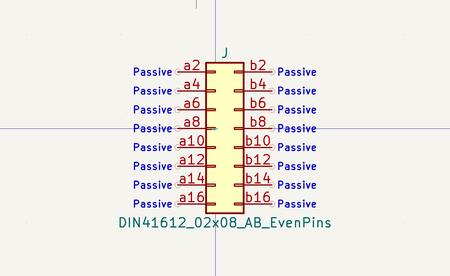 J
Passive a2 b2 Passive
Passive a4 b4 Passive
Passive a6 b6 Passive
Passive a8 b8 Passive
Passive a10 b10 Passive
Passive a12 b12 Passive
Passive a14 b14 Passive
Passive a16 b16 Passive
DIN41612_02x08_AB_EvenPins